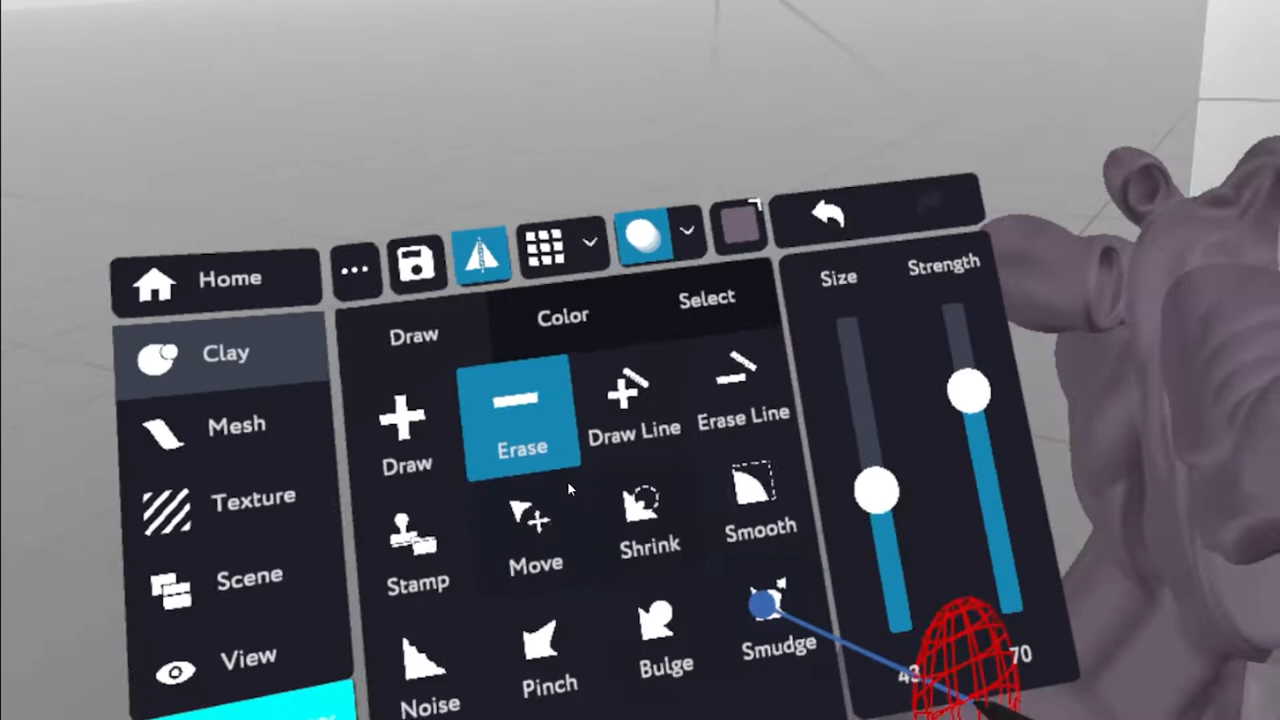 Home
Size
Strength
Draw
Color
Select
Clay
Mesh
Texture
Scene
View
Draw
Erase
Draw Line
Erase Line
Stamp
Move
Shrink
Smooth
Noise
Pinch
Bulge
Smudge
70